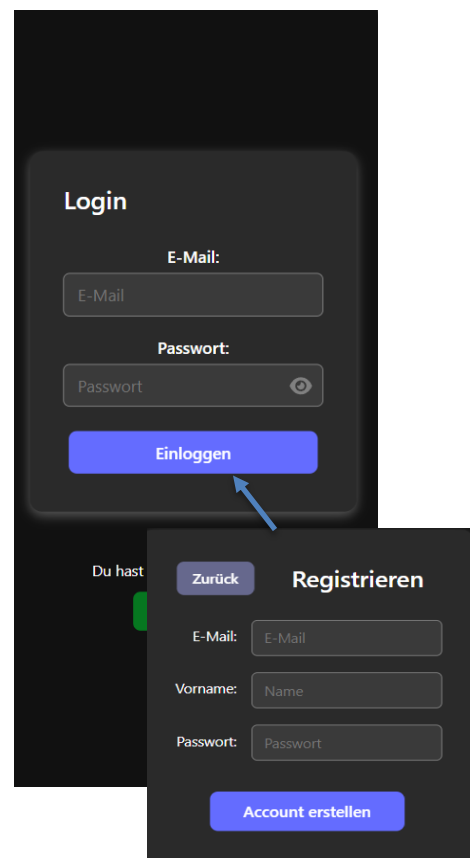 Login
E-Mail:
E-Mail
Passwort:
Passwort
Einloggen
Du hast
Zurück
Registrieren
E-Mail:
E-Mail
Vorname:
Name
Passwort:
Passwort
Account erstellen